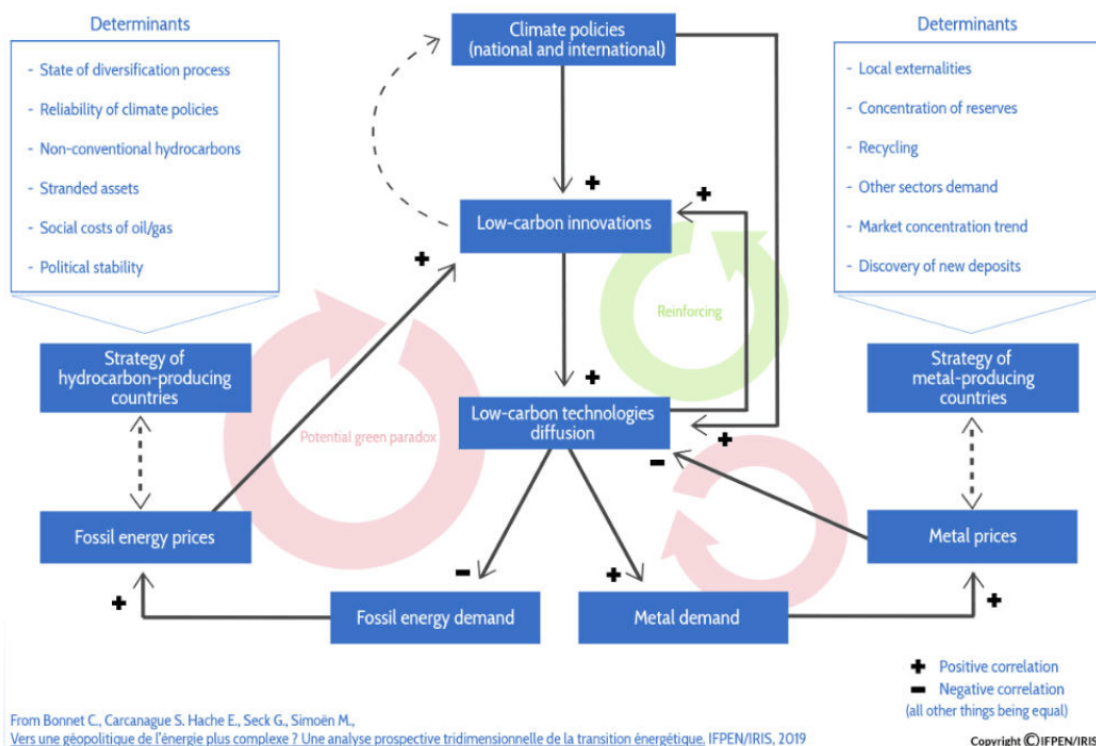 Determinants
- State of diversification process
- Reliability of climate policies
- Non-conventional hydrocarbons
- Stranded assets
- Social costs of oil/gas
- Political stability
Strategy of
hydrocarbon-producing
countries
Fossil energy prices
+
Fossil energy demand
Potential green paradox
Climate policies
(national and international)
+
+
Low-carbon innovations
+
Reinforcing
+
Low-carbon technologies
diffusion
+
-
-
+
Metal demand
Determinants
- Local externalities
- Concentration of reserves
- Recycling
- Other sectors demand
- Market concentration trend
- Discovery of new deposits
Strategy of
metal-producing
countries
Metal prices
+
+ Positive correlation
- Negative correlation
(all other things being equal)
From Bonnet C., Carcanague S. Hache E., Seck G., Simoën M.,
Vers une géopolitique de l'énergie plus complexe ? Une analyse prospective tridimensionnelle de la transition énergétique. IFPEN/IRIS, 2019
Copyright ©IFPEN/IRIS